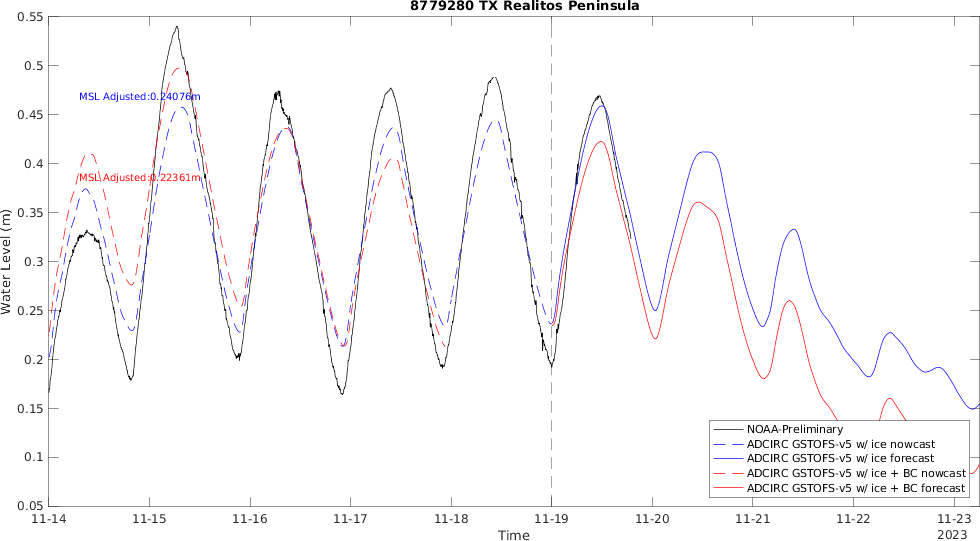 8779280 TX Realitos Peninsula
0.55
0.5
0.45
0.4
0.35
0.3
0.25
0.2
0.15
0.1
0.05
Water Level (m)
MSL Adjusted:0.24076m
MSL Adjusted:0.22361m
NOAA-Preliminary
ADCIRC GSTOFS-v5 w/ ice nowcast
ADCIRC GSTOFS-v5 w/ ice forecast
ADCIRC GSTOFS-v5 w/ ice + BC nowcast
ADCIRC GSTOFS-v5 w/ ice + BC forecast
11-14 11-15 11-16 11-17 11-18 11-19 11-20 11-21 11-22 11-23
2023
Time